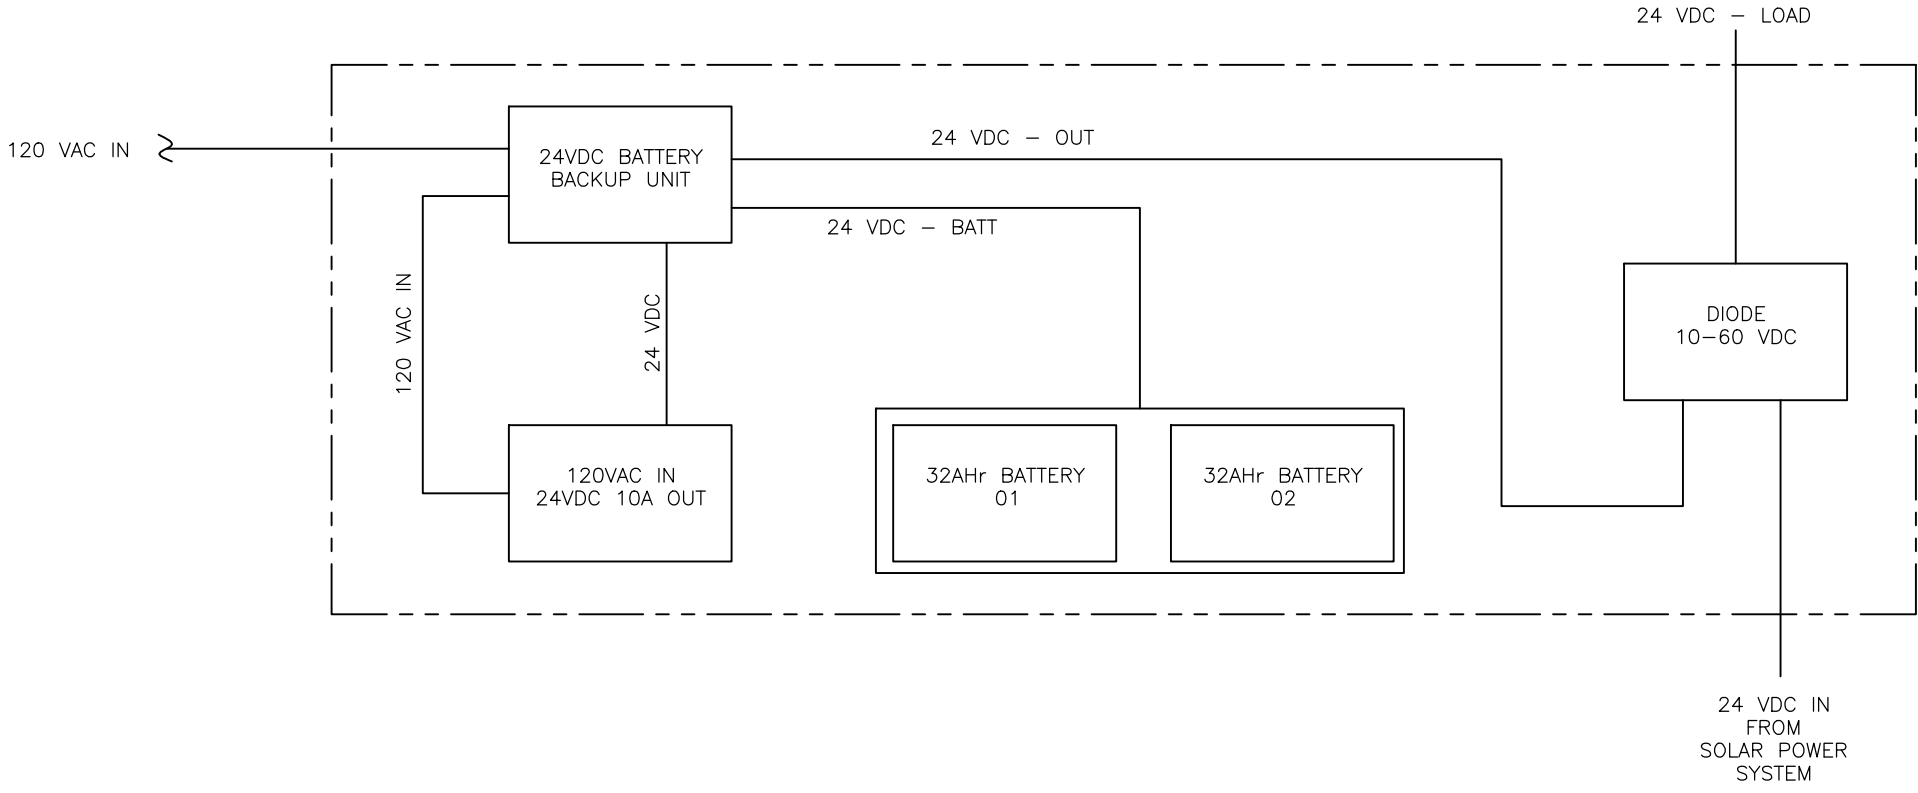 24 VDC - LOAD
120 VAC IN
24VDC BATTERY
BACKUP UNIT
24 VDC - OUT
24 VDC - BATT
120 VAC IN
24 VDC
DIODE
10-60 VDC
120VAC IN
24VDC 10A OUT
32AHr BATTERY
01
32AHr BATTERY
02
24 VDC IN
FROM
SOLAR POWER
SYSTEM